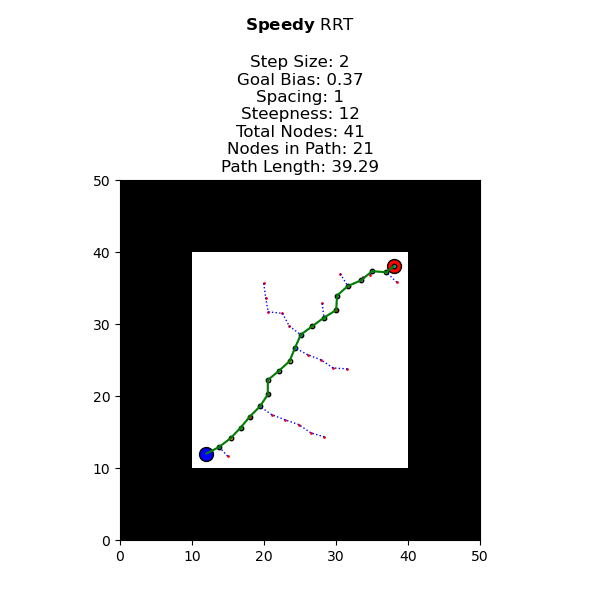 Speedy RRT
Step Size: 2
Goal Bias: 0.37
Spacing: 1
Steepness: 12
Total Nodes: 41
Nodes in Path: 21
Path Length: 39.29
50
40
30
20
10
0
0 10 20 30 40 50